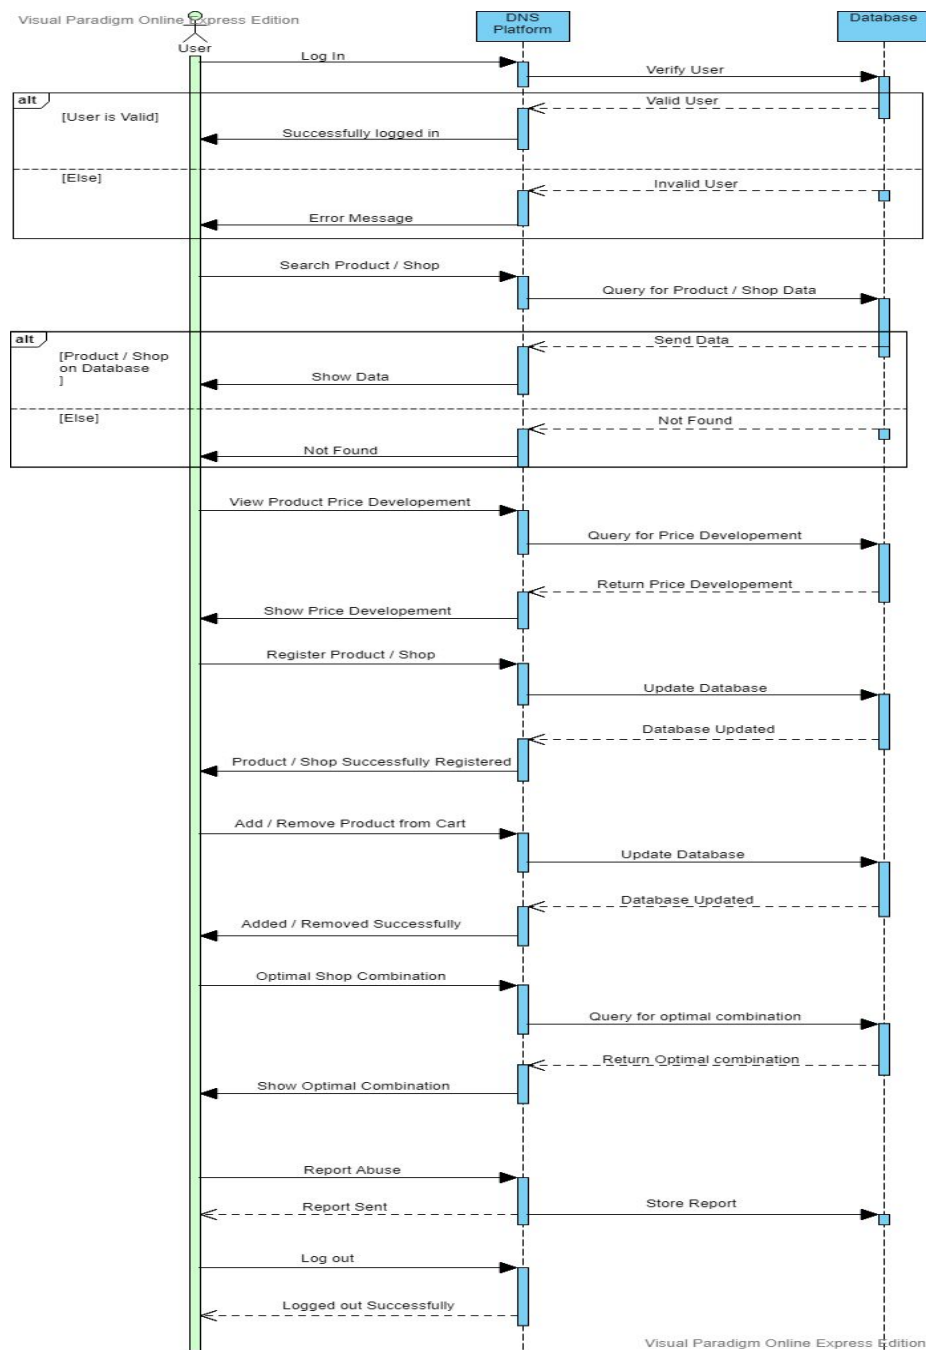 Visual Paradigm Online Express Edition
User
DNS
Platform
Database
Log In
Verify User
alt
[User is Valid]
Valid User
Successfully logged in
[Else]
Invalid User
Error Message
Search Product / Shop
Query for Product / Shop Data
alt
[Product / Shop
on Database
]
Send Data
Show Data
[Else]
Not Found
Not Found
View Product Price Developement
Query for Price Developement
Return Price Developement
Show Price Developement
Register Product / Shop
Update Database
Database Updated
Product / Shop Successfully Registered
Add / Remove Product from Cart
Update Database
Database Updated
Added / Removed Successfully
Optimal Shop Combination
Query for optimal combination
Return Optimal combination
Show Optimal Combination
Report Abuse
Report Sent
Store Report
Log out
Logged out Successfully
Visual Paradigm Online Express Edition